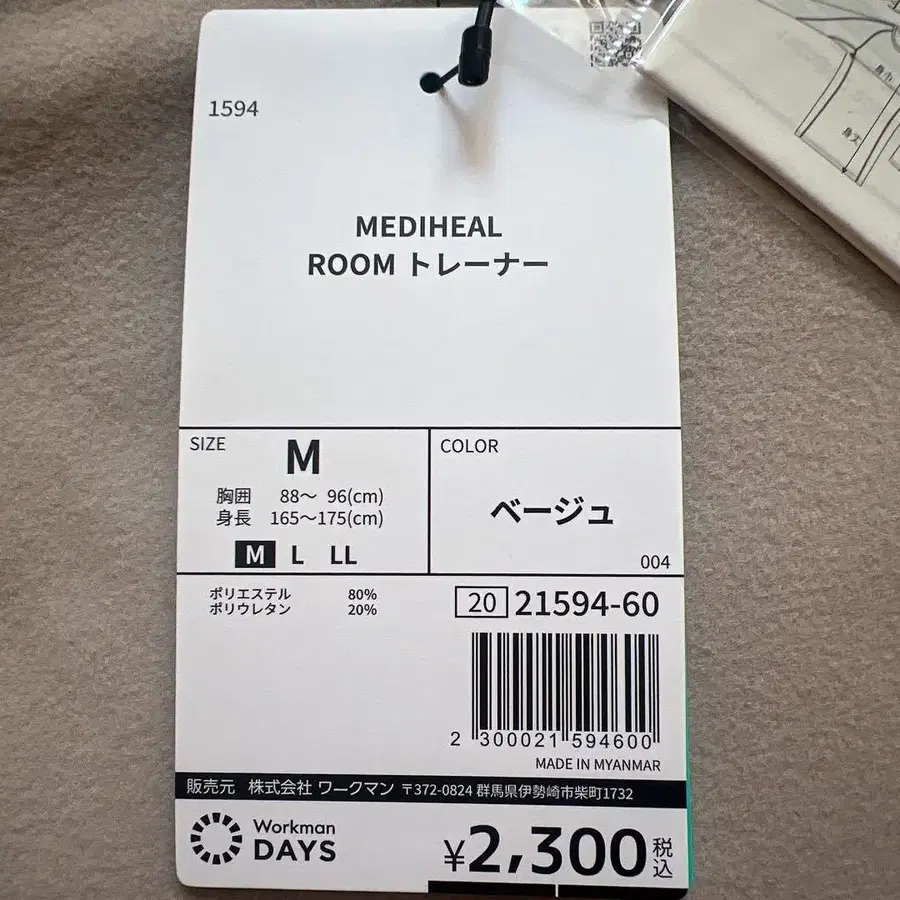 1594
MEDIHEAL
ROOM トレーナー
SIZE
M
胸囲 88〜 96(cm)
身長 165〜175(cm)
M L LL
COLOR
ベージュ
004
ポリエステル 80%
ポリウレタン 20%
20 21594-60
2 300021 594600
MADE IN MYANMAR
販売元 株式会社 ワークマン 〒372-0824 群馬県伊勢崎市柴町1732
Workman
DAYS
¥2,300 税込
身巾
身丈